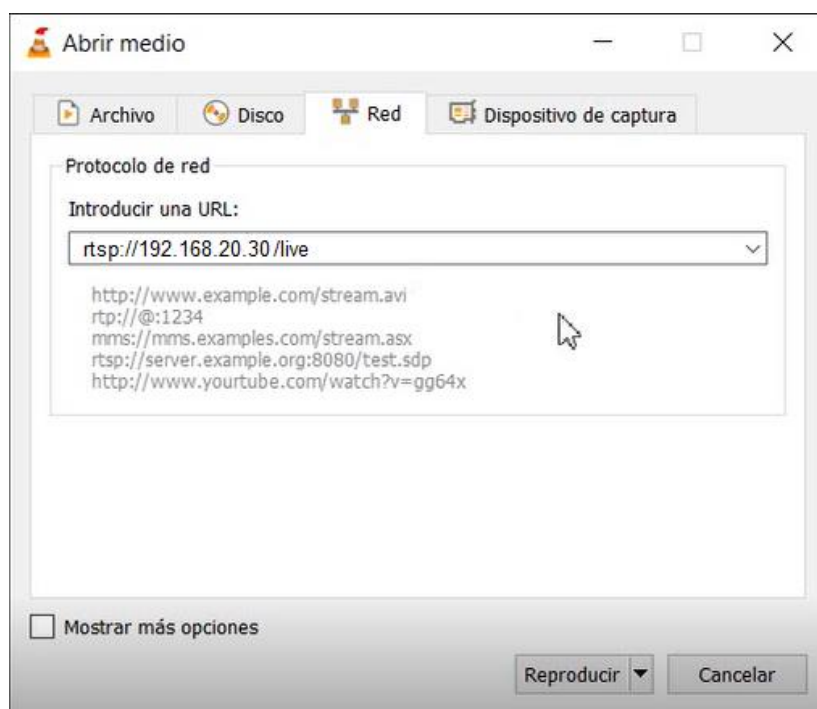 Abrir medio
Archivo Disco Red Dispositivo de captura
Protocolo de red
Introducir una URL:
rtsp://192.168.20.30/live
http://www.example.com/stream.avi
rtp://@:1234
mms://mms.examples.com/stream.asx
rtsp://server.example.org:8080/test.sdp
http://www.yourtube.com/watch?v=gg64x
Mostrar más opciones
Reproducir Cancelar